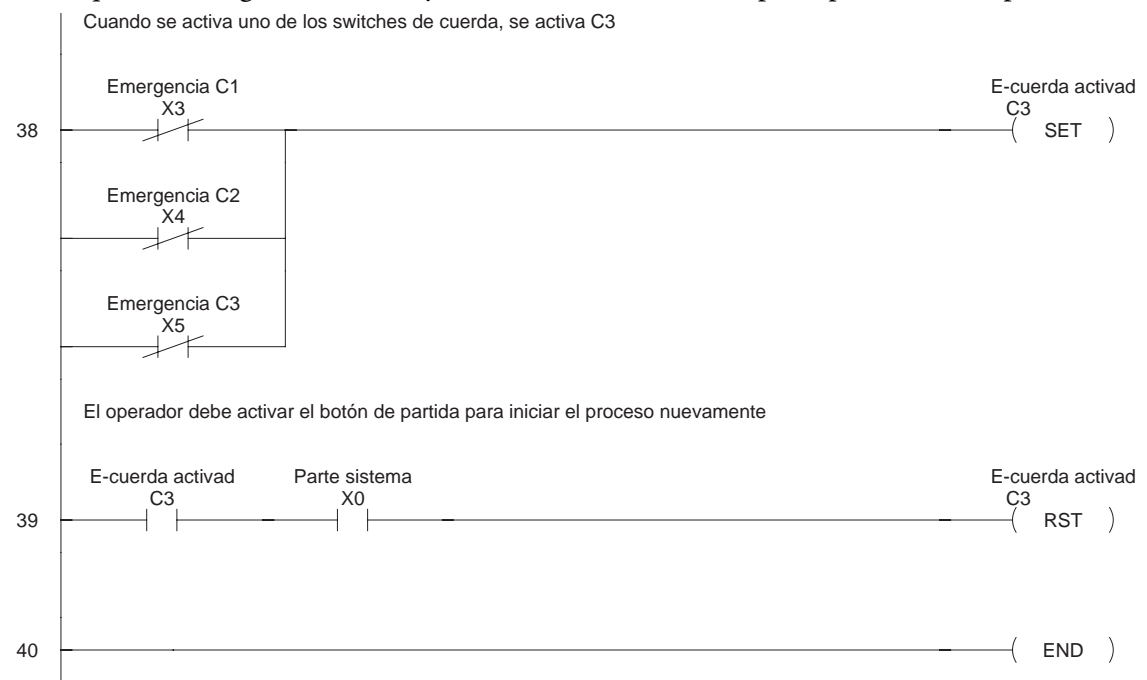 Cuando se activa uno de los switches de cuerda, se activa C3
Emergencia C1
X3
E-cuerda activad
C3
38
SET
Emergencia C2
X4
Emergencia C3
X5
El operador debe activar el botón de partida para iniciar el proceso nuevamente
E-cuerda activad
C3
Parte sistema
X0
E-cuerda activad
C3
39
RST
40
END